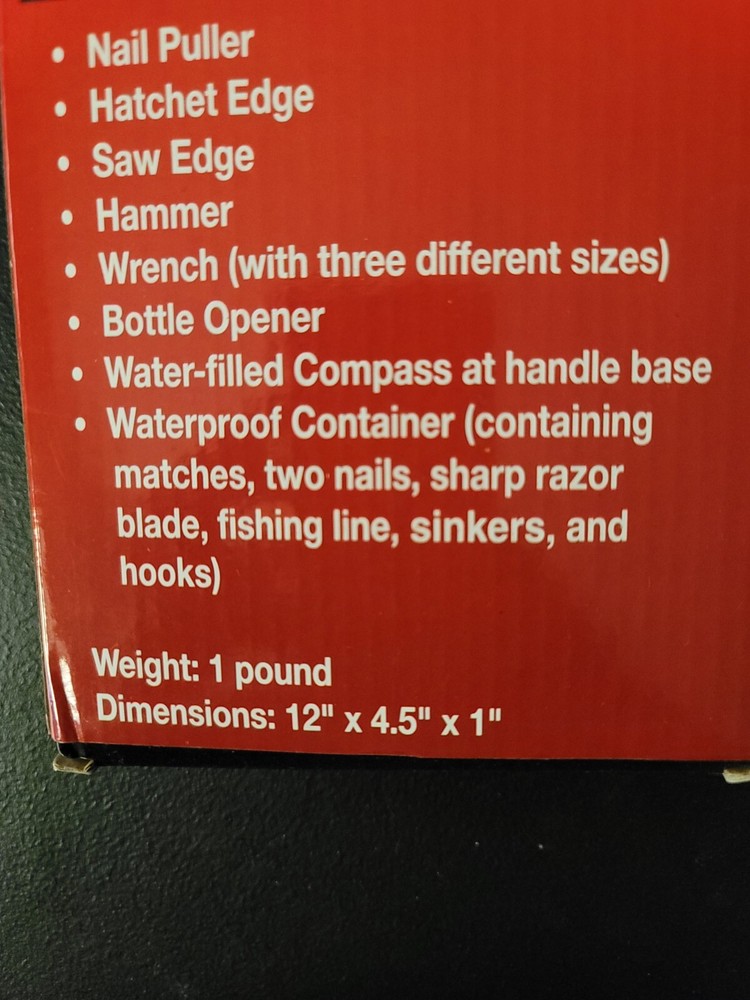 • Nail Puller
• Hatchet Edge
• Saw Edge
• Hammer
• Wrench (with three different sizes)
• Bottle Opener
• Water-filled Compass at handle base
• Waterproof Container (containing
matches, two nails, sharp razor
blade, fishing line, sinkers, and
hooks)
Weight: 1 pound
Dimensions: 12" x 4.5" x 1"